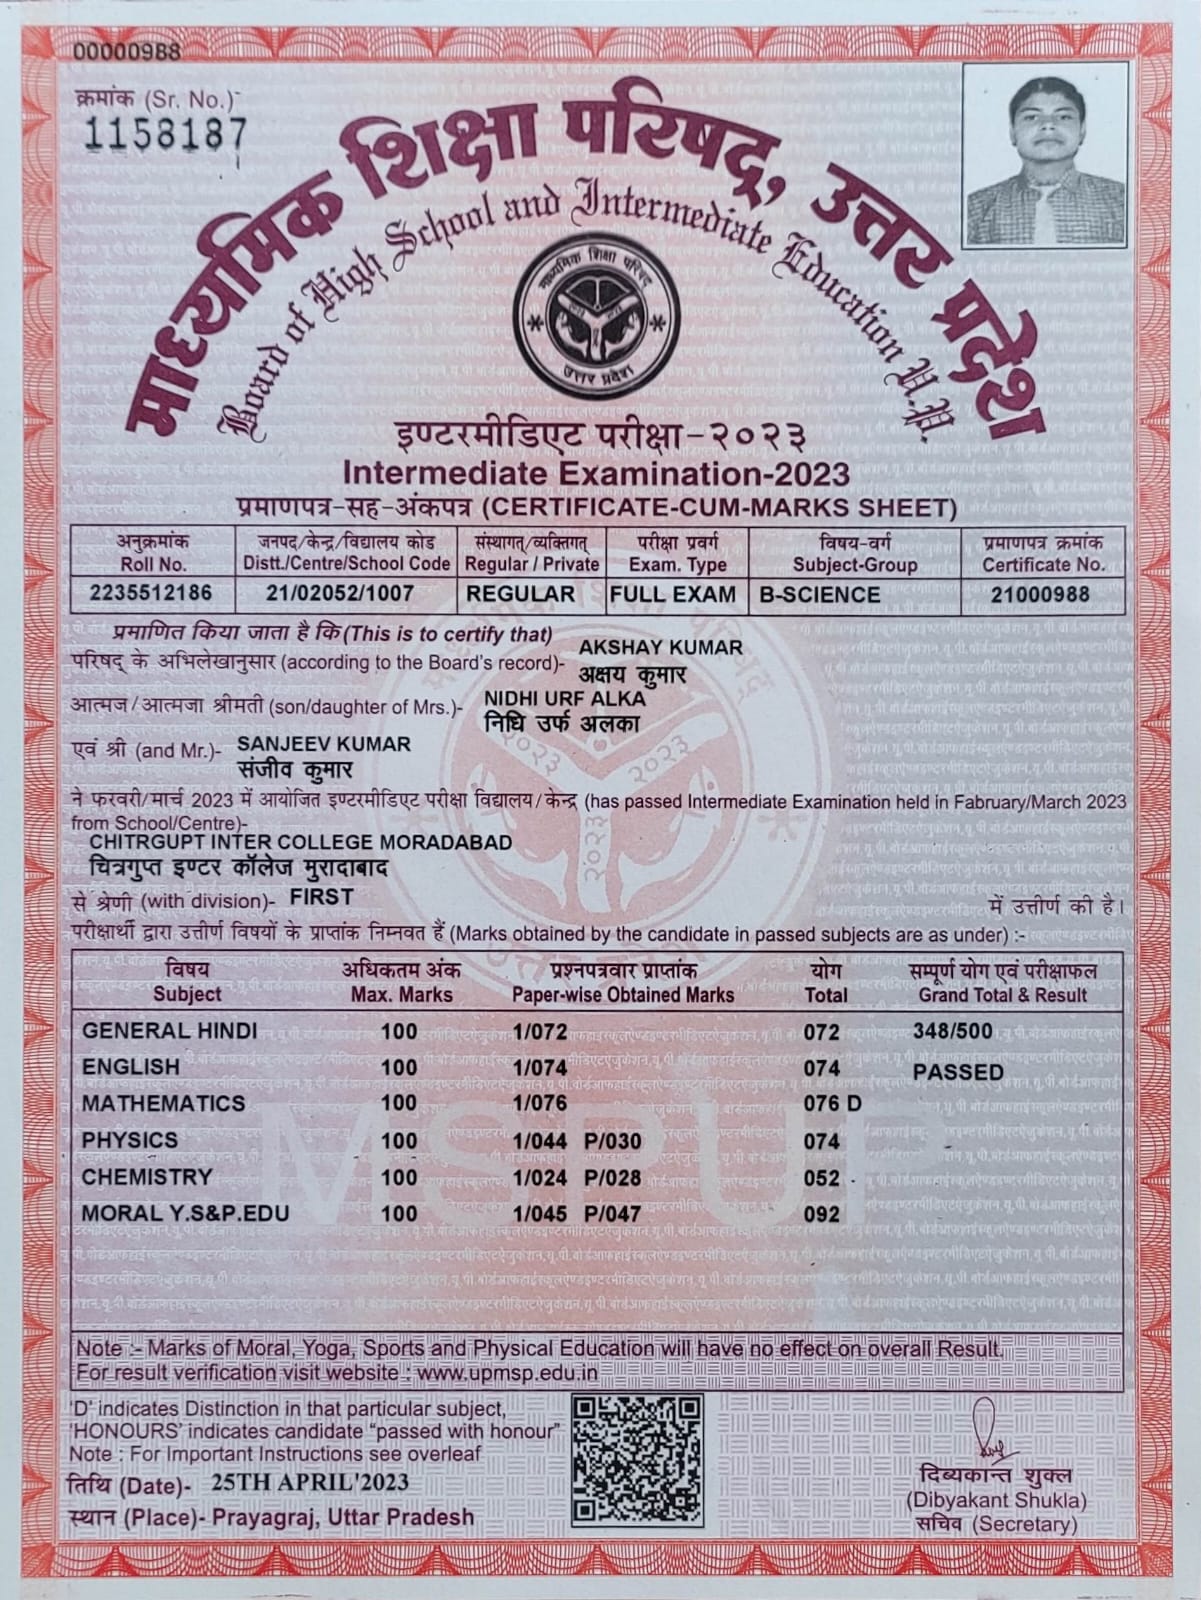 00000988
क्रमांक (Sr. No.)-
1158187
माध्यमिक शिक्षा परिषद्, उत्तर प्रदेश
Board of High School and Intermediate Education U.P.
माध्यमिक शिक्षा परिषद्
उत्तर प्रदेश
इण्टरमीडिएट परीक्षा-२०२३
Intermediate Examination-2023
प्रमाणपत्र-सह-अंकपत्र (CERTIFICATE-CUM-MARKS SHEET)
अनुक्रमांक जनपद/केन्द्र/विद्यालय कोड संस्थागत्/व्यक्तिगत् परीक्षा प्रवर्ग विषय-वर्ग प्रमाणपत्र क्रमांक
Roll No. Distt./Centre/School Code Regular / Private Exam. Type Subject-Group Certificate No.
2235512186 21/02052/1007 REGULAR FULL EXAM B-SCIENCE 21000988
प्रमाणित किया जाता है कि (This is to certify that) AKSHAY KUMAR
परिषद् के अभिलेखानुसार (according to the Board's record)- अक्षय कुमार
आत्मज/आत्मजा श्रीमती (son/daughter of Mrs.)- NIDHI URF ALKA
निधि उर्फ अलका
एवं श्री (and Mr.)- SANJEEV KUMAR
संजीव कुमार
ने फरवरी/मार्च 2023 में आयोजित इण्टरमीडिएट परीक्षा विद्यालय/केन्द्र (has passed Intermediate Examination held in Fabruary/March 2023
from School/Centre)-
CHITRGUPT INTER COLLEGE MORADABAD
चित्रगुप्त इण्टर कॉलेज मुरादाबाद
से श्रेणी (with division)- FIRST में उत्तीर्ण की है।
परीक्षार्थी द्वारा उत्तीर्ण विषयों के प्राप्तांक निम्नवत हैं (Marks obtained by the candidate in passed subjects are as under) :-
विषय अधिकतम अंक प्रश्नपत्रवार प्राप्तांक योग सम्पूर्ण योग एवं परीक्षाफल
Subject Max. Marks Paper-wise Obtained Marks Total Grand Total & Result
GENERAL HINDI 100 1/072 072 348/500
ENGLISH 100 1/074 074 PASSED
MATHEMATICS 100 1/076 076 D
PHYSICS 100 1/044 P/030 074
CHEMISTRY 100 1/024 P/028 052
MORAL Y.S&P.EDU 100 1/045 P/047 092
MSPUP
Note :- Marks of Moral, Yoga, Sports and Physical Education will have no effect on overall Result.
For result verification visit website : www.upmsp.edu.in
'D' indicates Distinction in that particular subject,
'HONOURS' indicates candidate "passed with honour"
Note : For Important Instructions see overleaf
तिथि (Date)- 25TH APRIL'2023
स्थान (Place)- Prayagraj, Uttar Pradesh
दिब्यकान्त शुक्ल
(Dibyakant Shukla)
सचिव (Secretary)